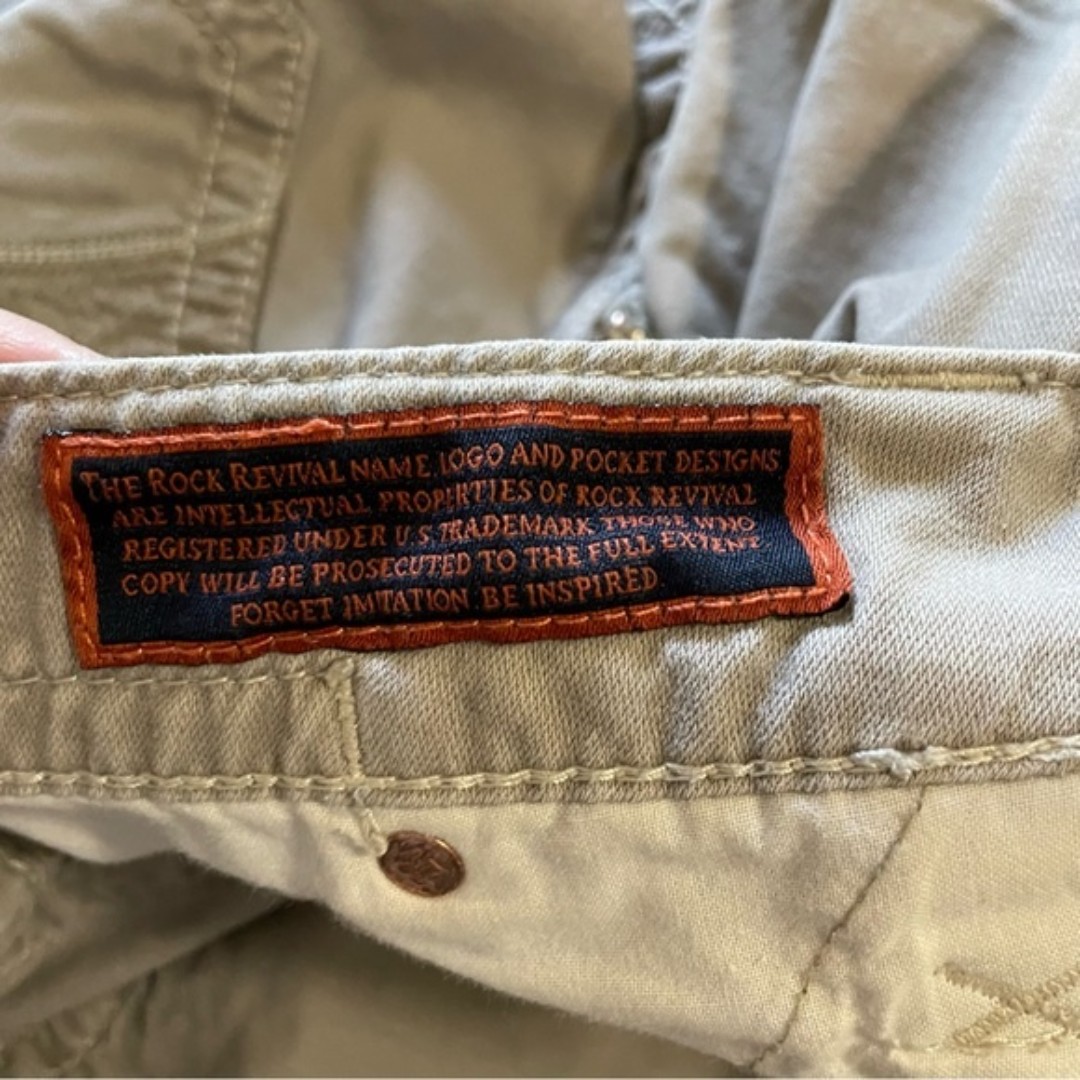 THE ROCK REVIVAL NAME LOGO AND POCKET DESIGNS
ARE INTELLECTUAL PROPERTIES OF ROCK REVIVAL
REGISTERED UNDER U.S TRADEMARK THOSE WHO
COPY WILL BE PROSECUTED TO THE FULL EXTENT
FORGET IMITATION. BE INSPIRED.